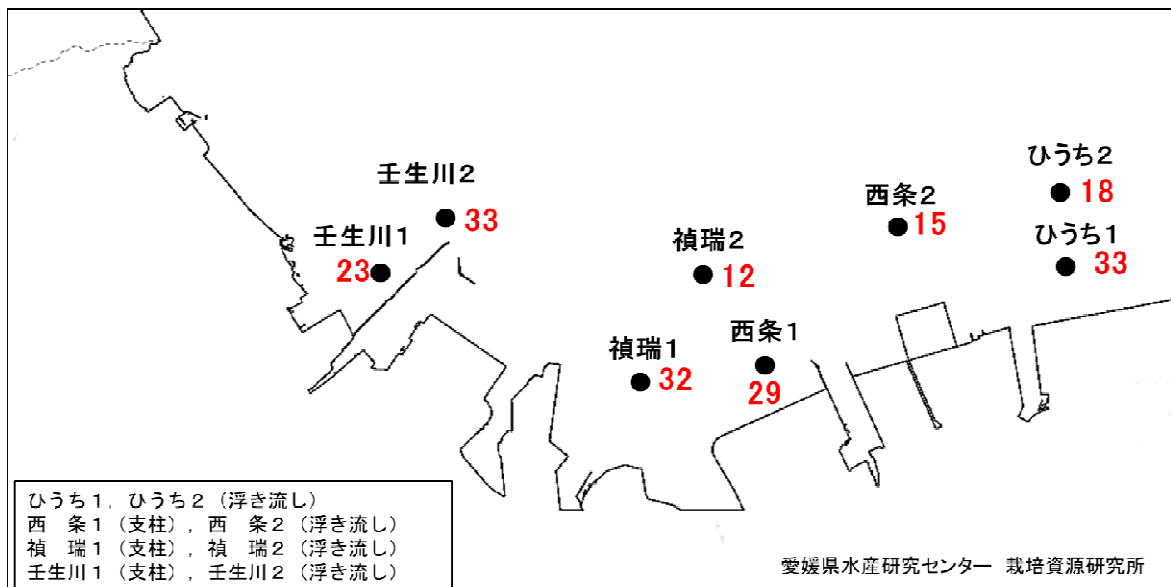 ひうち2
18
壬生川2
33
西条2
15
壬生川1
23
ひうち1
33
禎瑞2
12
西条1
29
禎瑞1
32
ひうち1, ひうち2 (浮き流し)
西 条1 (支柱) , 西 条2 (浮き流し)
禎 瑞1 (支柱) , 禎 瑞2 (浮き流し)
壬生川1 (支柱) , 壬生川2 (浮き流し)
愛媛県水産研究センター 栽培資源研究所